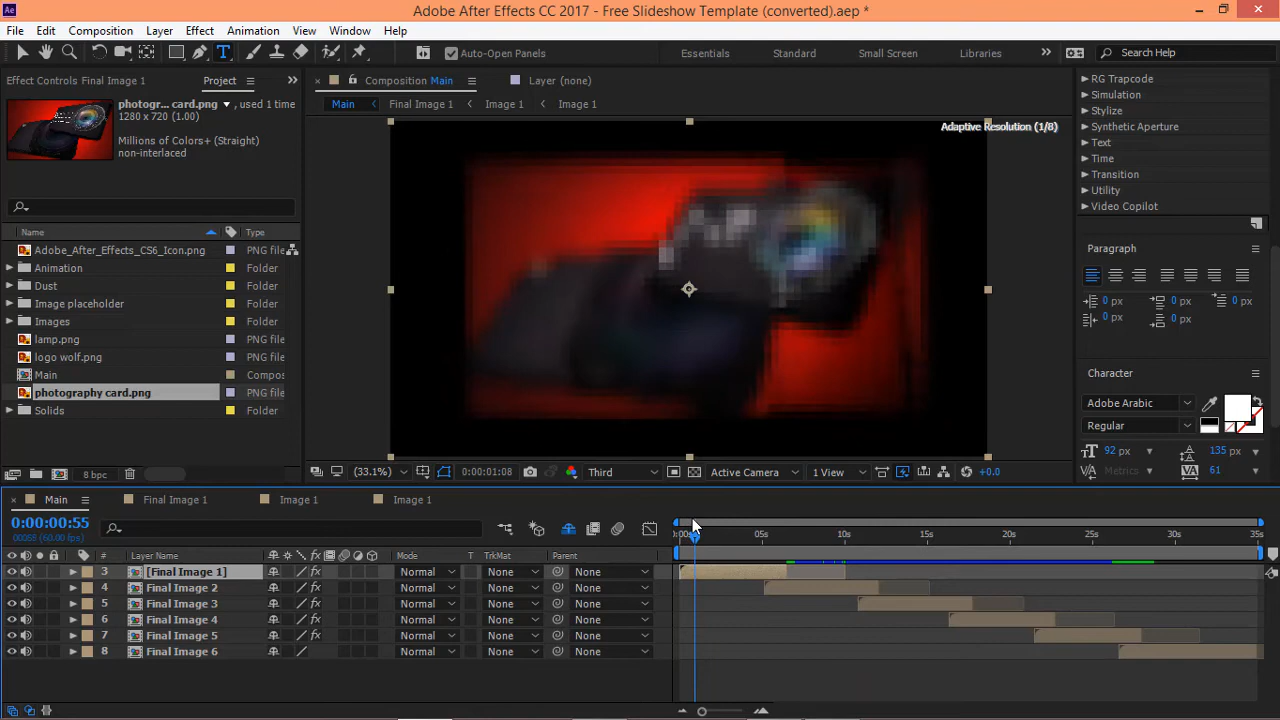 Adobe After Effects CC 2017 - Free Slideshow Template (converted).aep *
File Edit Composition Layer Effect Animation View Window Help
Auto-Open Panels
Essentials Standard Small Screen Libraries
Search Help
Effect Controls Final Image 1 Project
Composition Main
Layer (none)
Main Final Image 1 Image 1 Image 1
photogr... card.png , used 1 time
1280 x 720 (1.00)
Millions of Colors+ (Straight)
non-interlaced
Name Type
Adobe_After_Effects_CS6_Icon.png PNG file
Animation Folder
Dust Folder
Image placeholder Folder
Images Folder
lamp.png PNG file
logo wolf.png PNG file
Main Compos
photography card.png PNG file
Solids Folder
8 bpc
Adaptive Resolution (1/8)
(33.1%) 0:00:01:08 Third Active Camera 1 View +0.0
RG Trapcode
Simulation
Stylize
Synthetic Aperture
Text
Time
Transition
Utility
Video Copilot
Paragraph
0 px 0 px 0 px
0 px 0 px
Character
Adobe Arabic
Regular
92 px 135 px
Metrics 61
Main Final Image 1 Image 1 Image 1
0:00:00:55
(60.00 fps)
05s 10s 15s 20s 25s 30s 35s
# Layer Name Mode T TrkMat Parent
3 [Final Image 1] Normal None None
4 Final Image 2 Normal None None
5 Final Image 3 Normal None None
6 Final Image 4 Normal None None
7 Final Image 5 Normal None None
8 Final Image 6 Normal None None